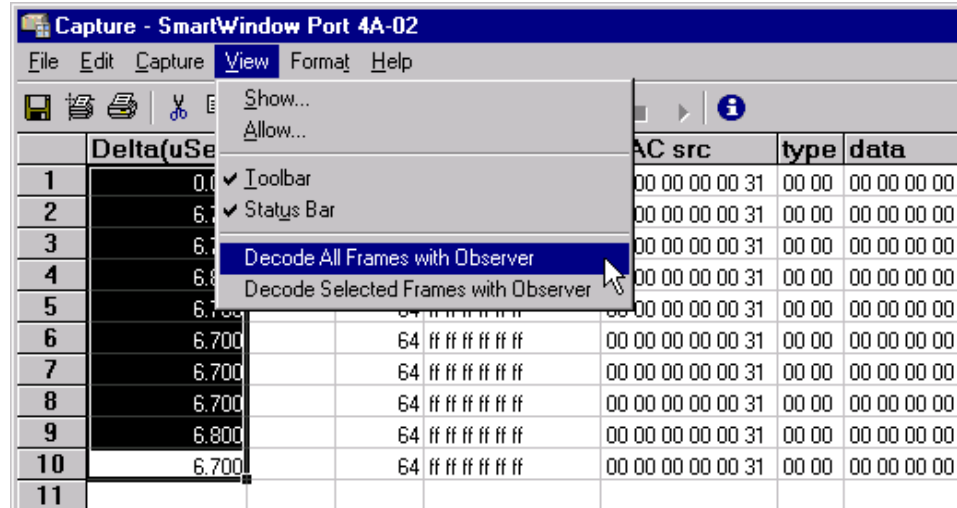 Capture - SmartWindow Port 4A-02
File Edit Capture View Format Help
Show...
Allow...
Toolbar
Status Bar
Decode All Frames with Observer
Decode Selected Frames with Observer
type data
1 00 00 00 00 00 31 00 00 00 00 00 00
2 00 00 00 00 00 31 00 00 00 00 00 00
3 00 00 00 00 00 31 00 00 00 00 00 00
4 00 00 00 00 00 31 00 00 00 00 00 00
5 00 00 00 00 00 31 00 00 00 00 00 00
6 6.700 64 ff ff ff ff ff ff 00 00 00 00 00 31 00 00 00 00 00 00
7 6.700 64 ff ff ff ff ff ff 00 00 00 00 00 31 00 00 00 00 00 00
8 6.700 64 ff ff ff ff ff ff 00 00 00 00 00 31 00 00 00 00 00 00
9 6.800 64 ff ff ff ff ff ff 00 00 00 00 00 31 00 00 00 00 00 00
10 6.700 64 ff ff ff ff ff ff 00 00 00 00 00 31 00 00 00 00 00 00
11